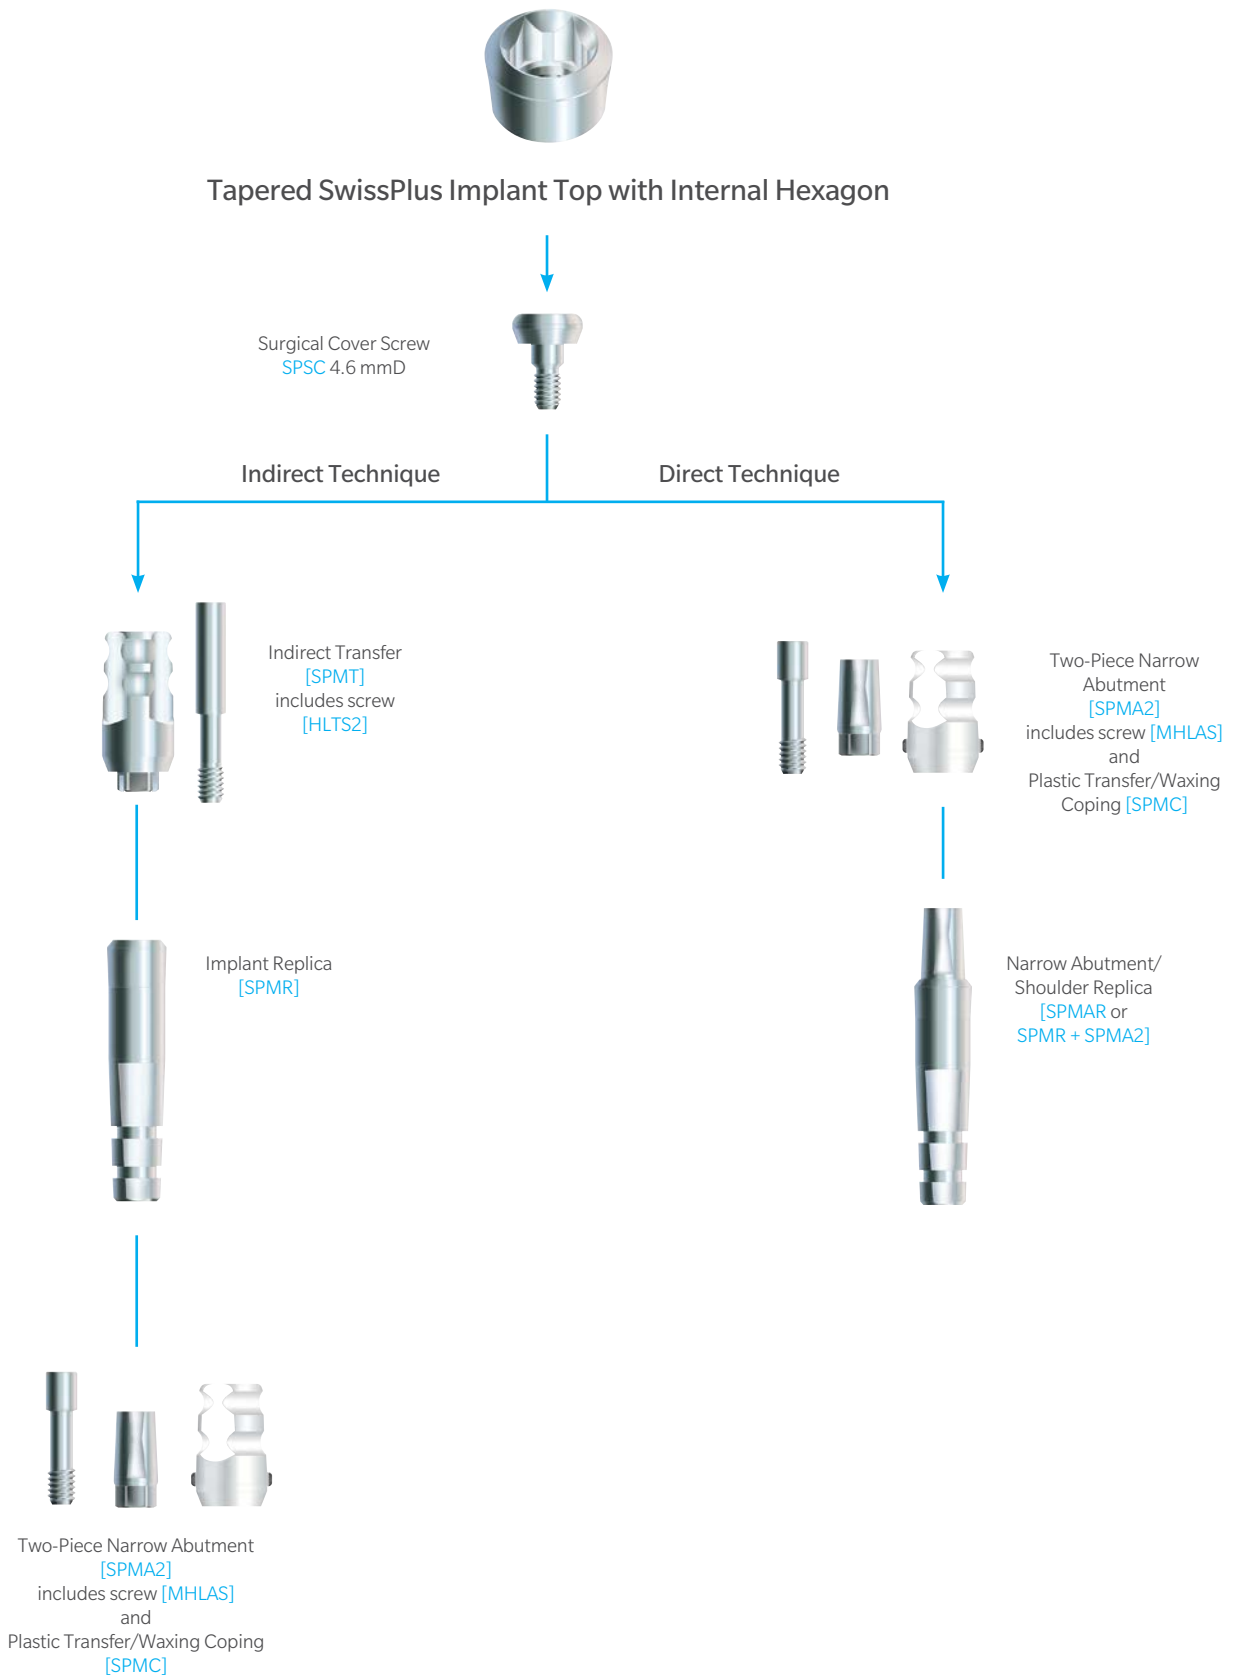 Tapered SwissPlus Implant Top with Internal Hexagon
Surgical Cover Screw
SPSC 4.6 mmD
Indirect Technique
Direct Technique
Indirect Transfer
[SPMT]
includes screw
[HLTS2]
Two-Piece Narrow
Abutment
[SPMA2]
includes screw [MHLAS]
and
Plastic Transfer/Waxing
Coping [SPMC]
Implant Replica
[SPMR]
Narrow Abutment/
Shoulder Replica
[SPMAR or
SPMR + SPMA2]
Two-Piece Narrow Abutment
[SPMA2]
includes screw [MHLAS]
and
Plastic Transfer/Waxing Coping
[SPMC]